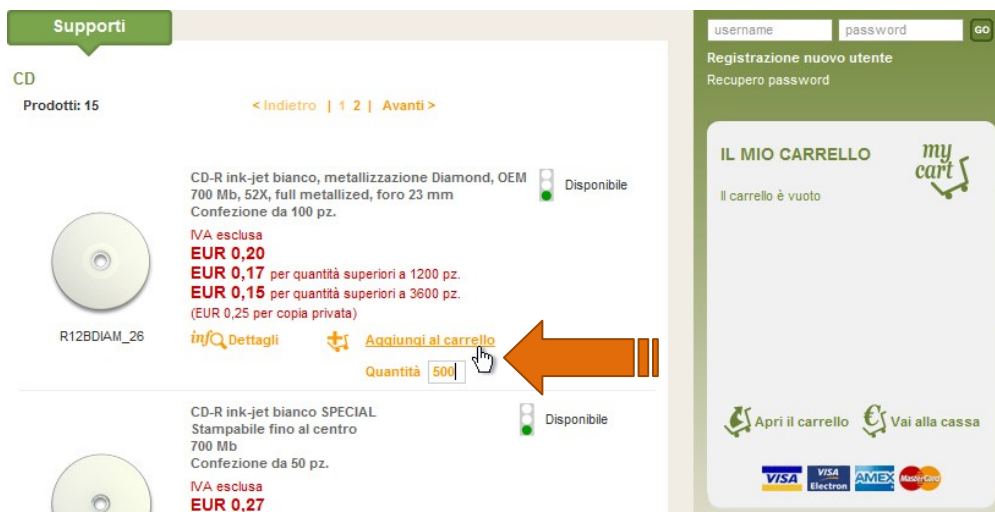 Supporti
CD
Prodotti: 15
< Indietro | 1 2 | Avanti >
CD-R ink-jet bianco, metallizzazione Diamond, OEM
700 Mb, 52X, full metallized, foro 23 mm
Confezione da 100 pz.
Disponibile
IVA esclusa
EUR 0,20
EUR 0,17 per quantità superiori a 1200 pz.
EUR 0,15 per quantità superiori a 3600 pz.
(EUR 0,25 per copia privata)
R12BDIAM_26
info Dettagli
Aggiungi al carrello
Quantità 500
CD-R ink-jet bianco SPECIAL
Stampabile fino al centro
700 Mb
Confezione da 50 pz.
Disponibile
IVA esclusa
EUR 0,27
username password GO
Registrazione nuovo utente
Recupero password
IL MIO CARRELLO
my
cart
Il carrello è vuoto
Apri il carrello € Vai alla cassa
VISA VISA Electron AMEX MasterCard